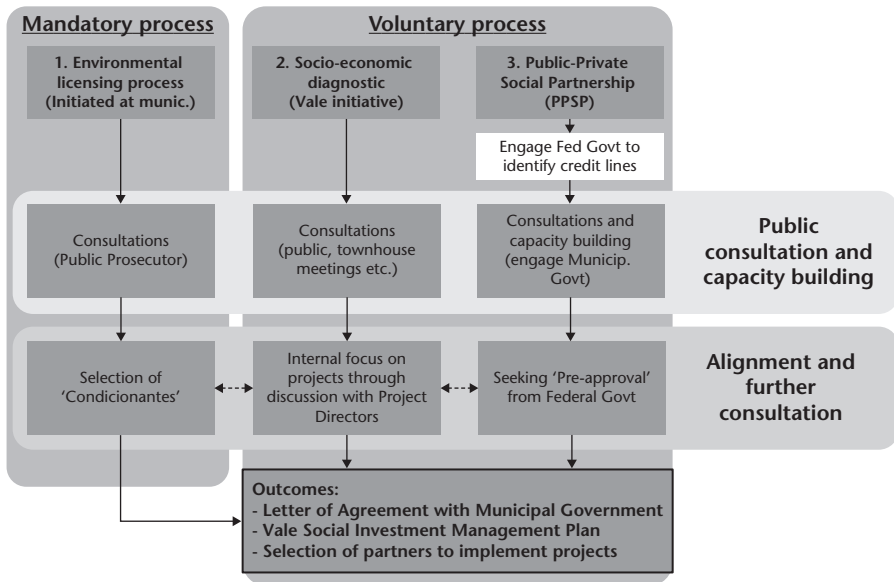 Mandatory process
Voluntary process
1. Environmental
licensing process
(Initiated at munic.)
2. Socio-economic
diagnostic
(Vale initiative)
3. Public-Private
Social Partnership
(PPSP)
Engage Fed Govt to
identify credit lines
Consultations
(Public Prosecutor)
Consultations
(public, townhouse
meetings etc.)
Consultations and
capacity building
(engage Municip.
Govt)
Public
consultation and
capacity building
Selection of
‘Condicionantes’
Internal focus on
projects through
discussion with Project
Directors
Seeking ‘Pre-approval’
from Federal Govt
Alignment and
further
consultation
Outcomes:
- Letter of Agreement with Municipal Government
- Vale Social Investment Management Plan
- Selection of partners to implement projects